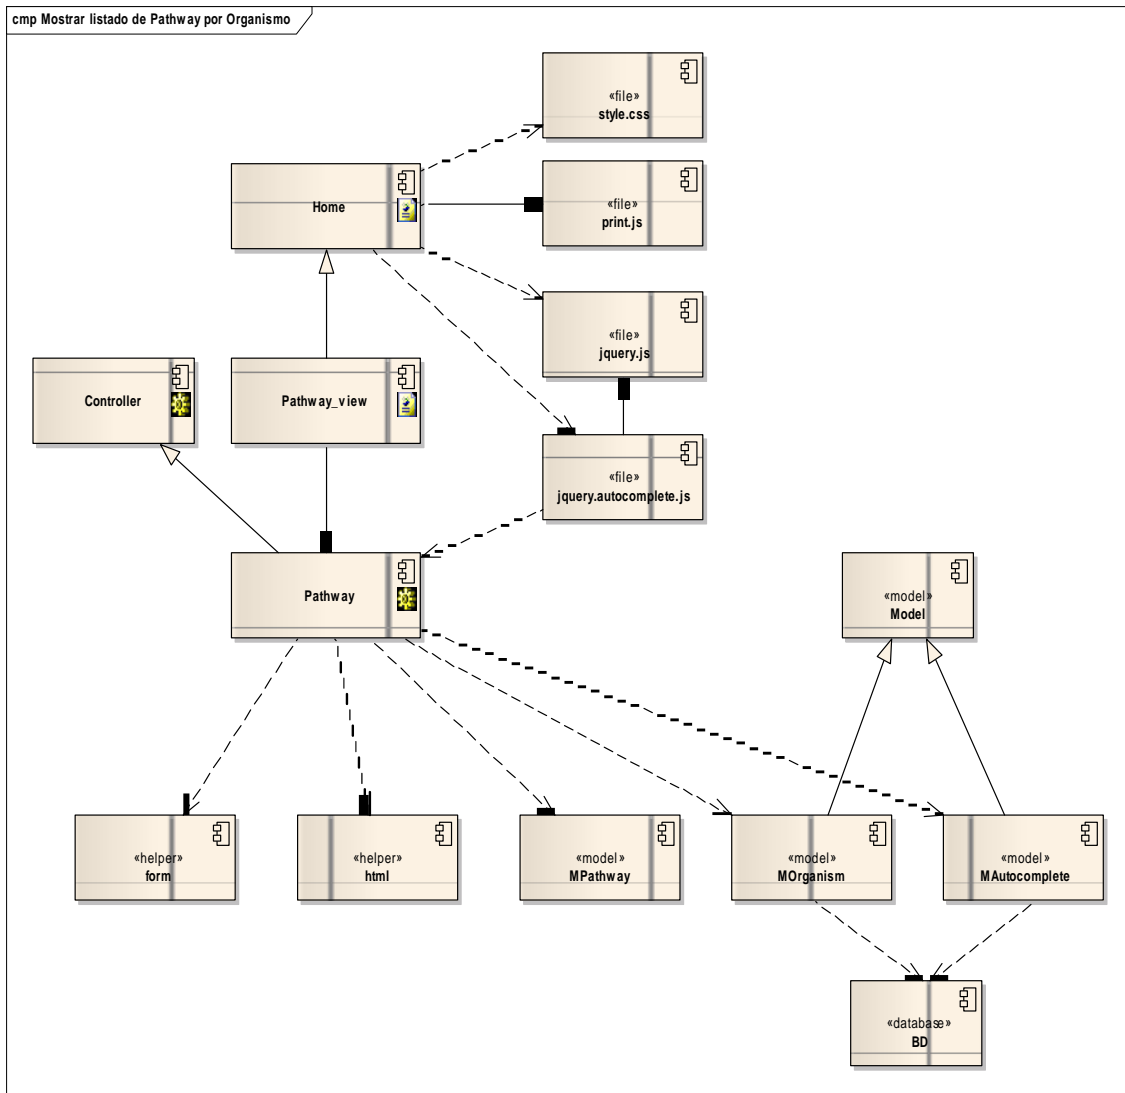 cmp Mostrar listado de Pathway por Organismo
«file»
style.css
«file»
print.js
Home
«file»
jquery.js
Controller
Pathway_view
«file»
jquery.autocomplete.js
Pathway
«model»
Model
«helper»
form
«helper»
html
«model»
MPathway
«model»
MOrganism
«model»
MAutocomplete
«database»
BD